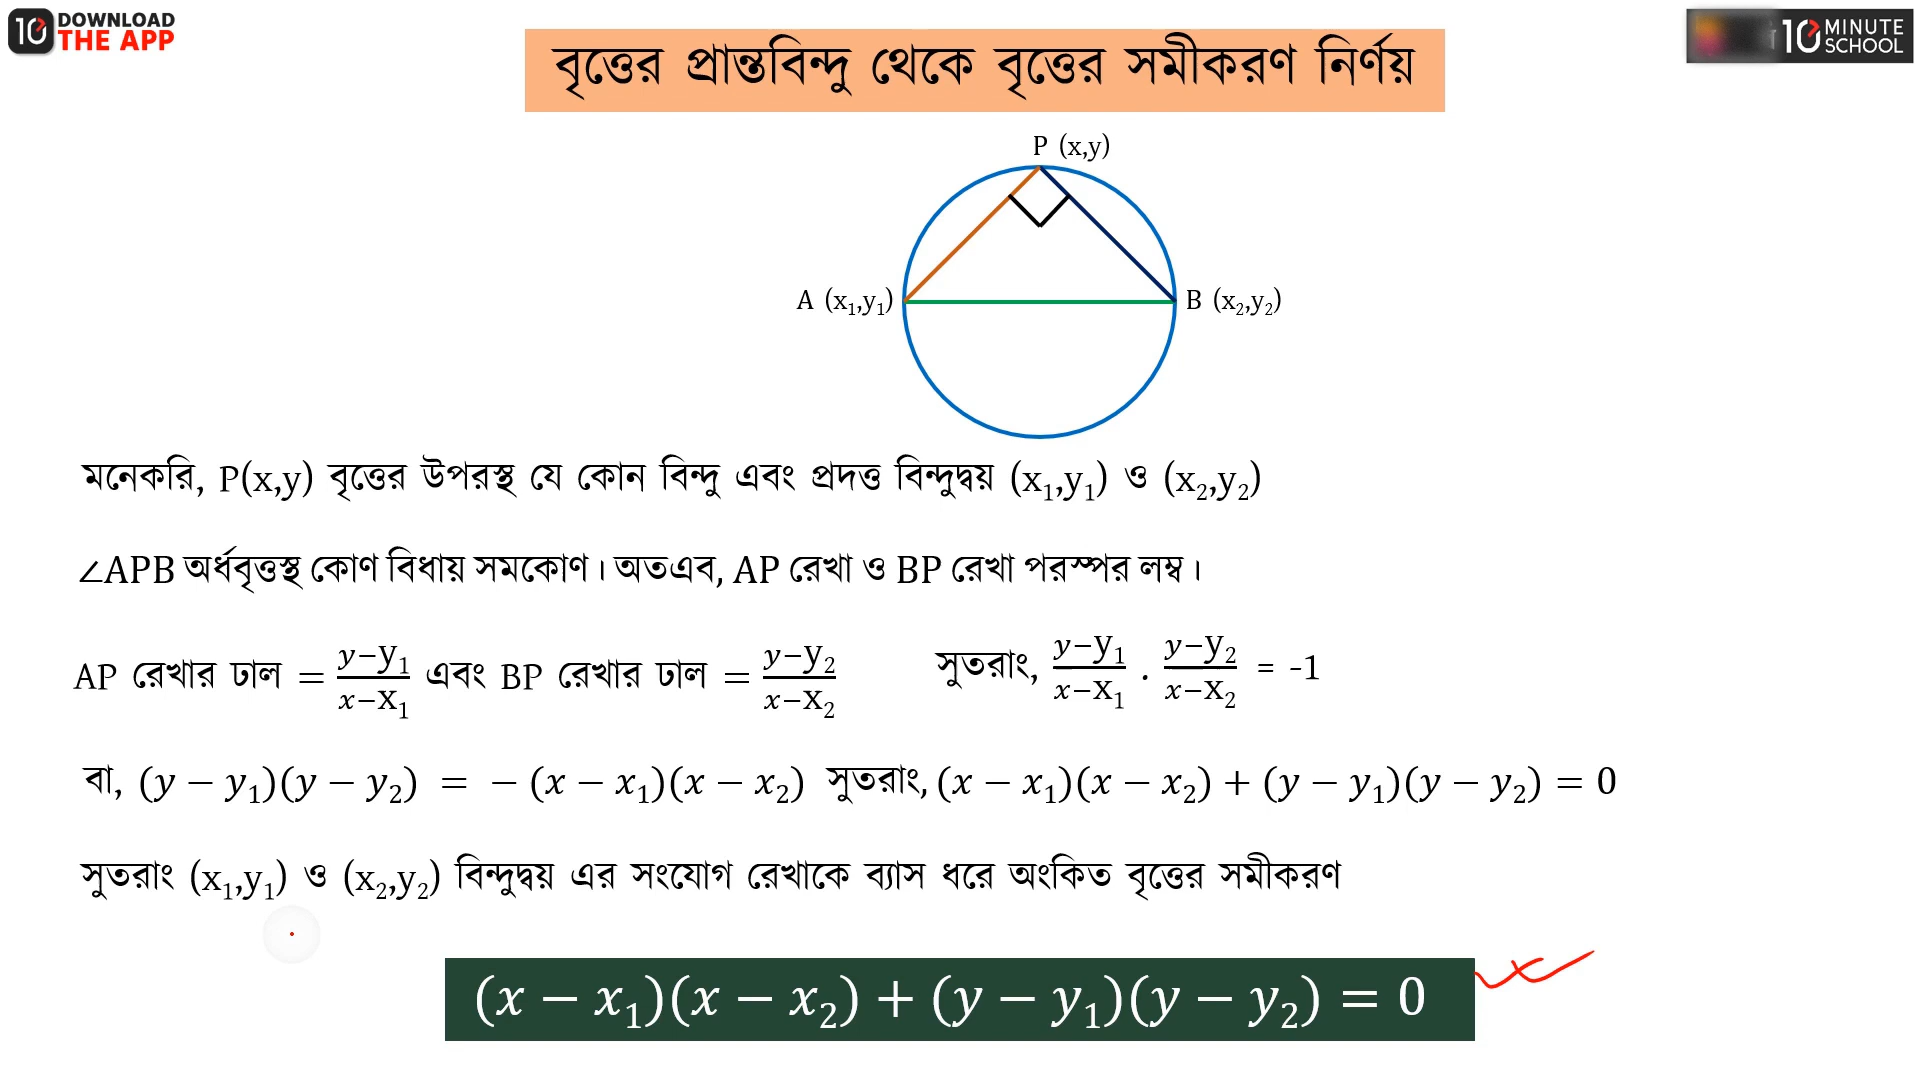 10 DOWNLOAD THE APP
10 MINUTE SCHOOL
বৃত্তের প্রান্তবিন্দু থেকে বৃত্তের সমীকরণ নির্ণয়
P (x,y)
A (x₁,y₁)
B (x₂,y₂)
মনেকরি, P(x,y) বৃত্তের উপরস্থ যে কোন বিন্দু এবং প্রদত্ত বিন্দুদ্বয় (x₁,y₁) ও (x₂,y₂)
∠APB অর্ধবৃত্তস্থ কোণ বিধায় সমকোণ। অতএব, AP রেখা ও BP রেখা পরস্পর লম্ব।
AP রেখার ঢাল = (y−y₁)/(x−x₁) এবং BP রেখার ঢাল = (y−y₂)/(x−x₂) সুতরাং, (y−y₁)/(x−x₁) . (y−y₂)/(x−x₂) = -1
বা, (y − y₁)(y − y₂) = − (x − x₁)(x − x₂) সুতরাং, (x − x₁)(x − x₂) + (y − y₁)(y − y₂) = 0
সুতরাং (x₁,y₁) ও (x₂,y₂) বিন্দুদ্বয় এর সংযোগ রেখাকে ব্যাস ধরে অংকিত বৃত্তের সমীকরণ
(x − x₁)(x − x₂) + (y − y₁)(y − y₂) = 0